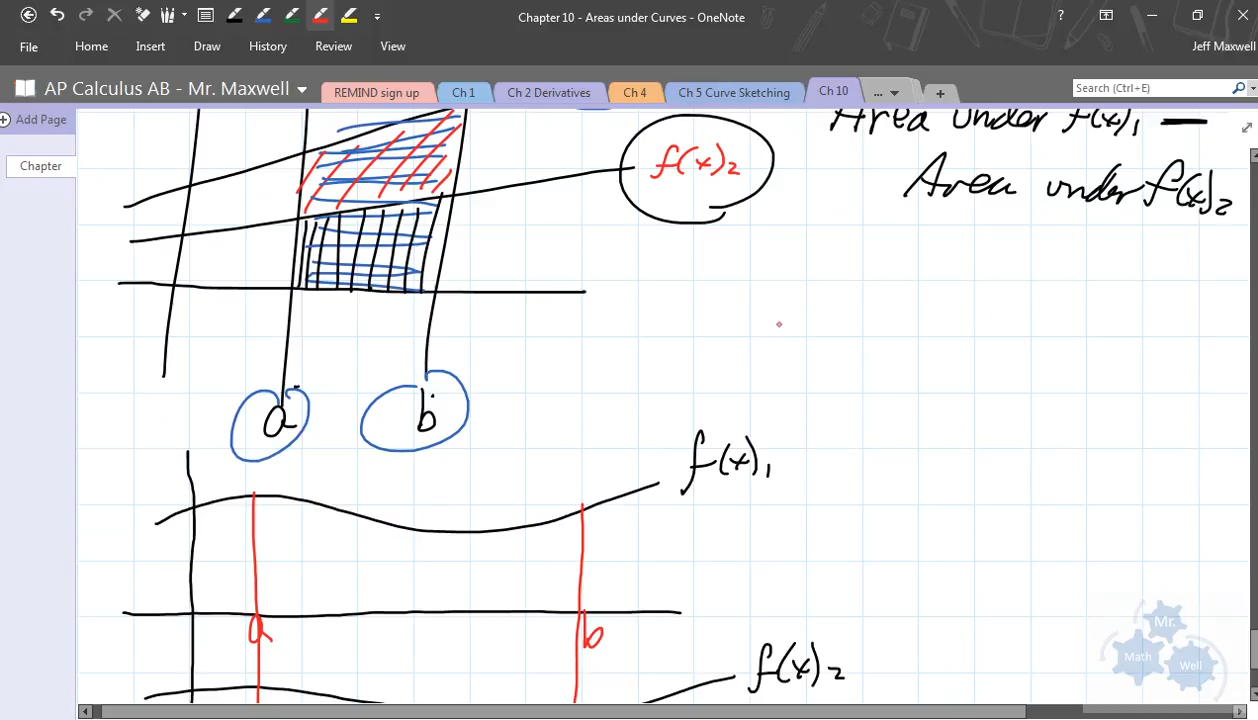 Chapter 10 - Areas under Curves - OneNote
?
File Home Insert Draw History Review View
Jeff Maxwell
AP Calculus AB - Mr. Maxwell
REMIND sign up Ch 1 Ch 2 Derivatives Ch 4 Ch 5 Curve Sketching Ch 10 ... +
Search (Ctrl+E)
Add Page
Chapter
Area under f(x)₁ —
Area under f(x)₂
f(x)₂
a b
f(x)₁
a b
f(x)₂
Mr.
Math
Well